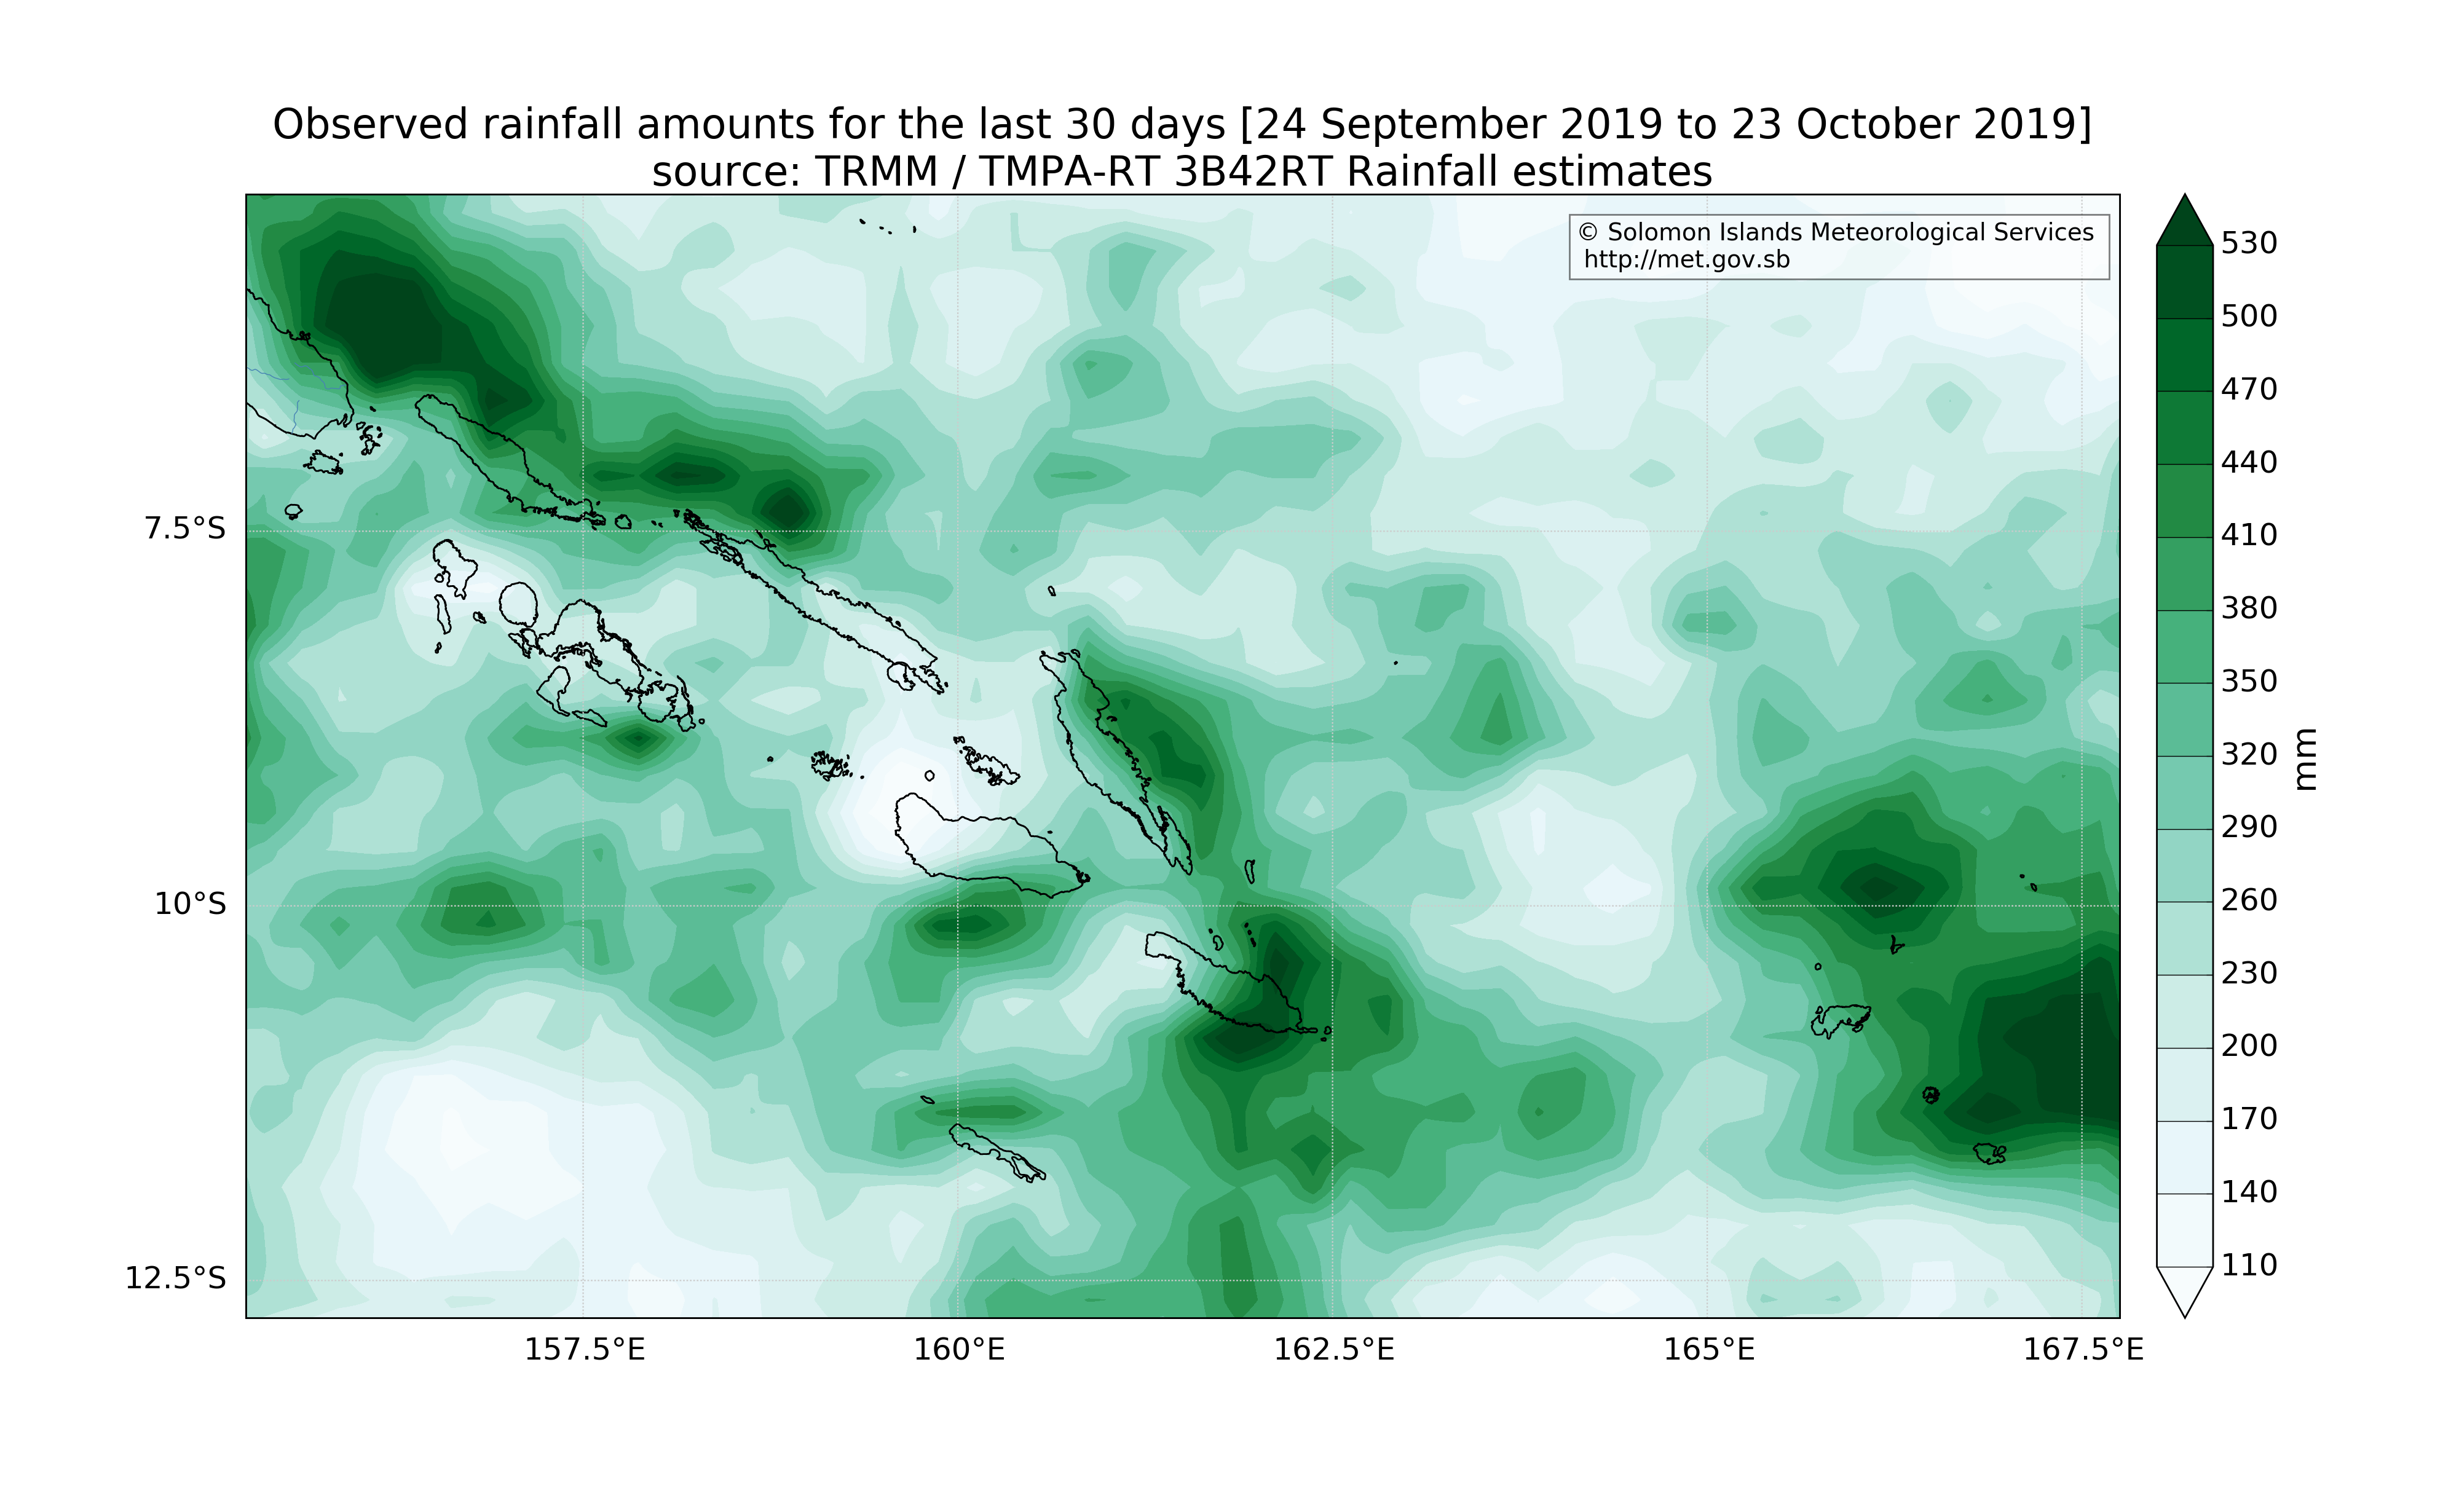 Observed rainfall amounts for the last 30 days [24 September 2019 to 23 October 2019]
source: TRMM / TMPA-RT 3B42RT Rainfall estimates
© Solomon Islands Meteorological Services
http://met.gov.sb
7.5°S
10°S
12.5°S
157.5°E
160°E
162.5°E
165°E
167.5°E
530
500
470
440
410
380
350
320
290
260
230
200
170
140
110
mm